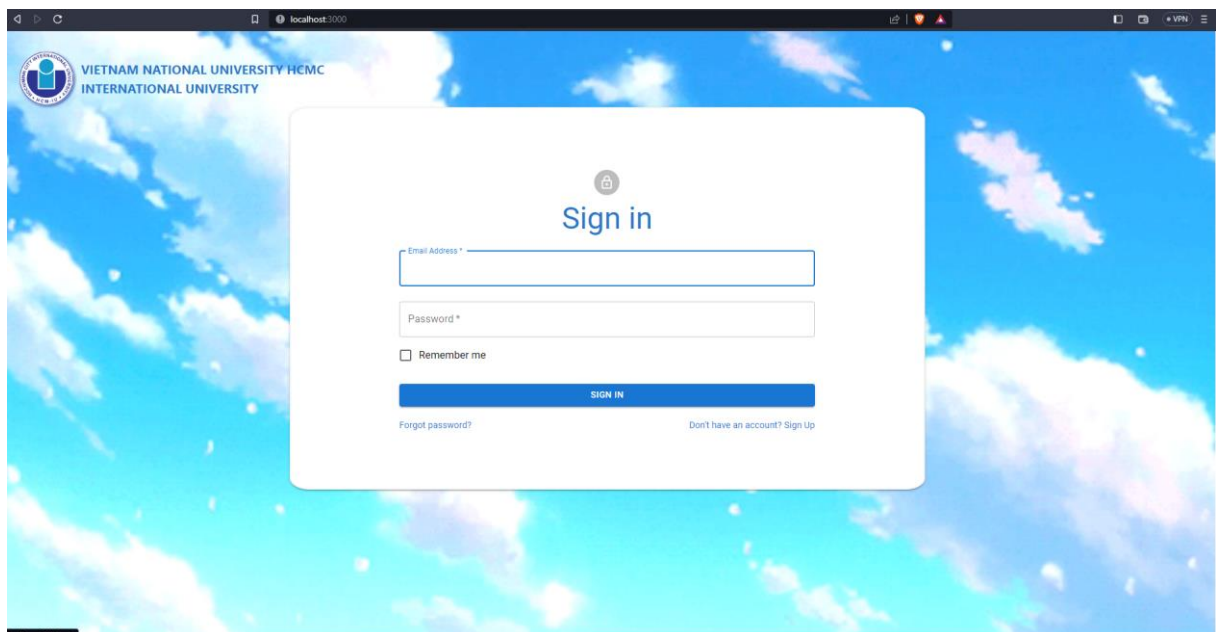 localhost:3000
VPN
VIETNAM NATIONAL UNIVERSITY HCMC
INTERNATIONAL UNIVERSITY
Sign in
Email Address *
Password *
Remember me
SIGN IN
Forgot password?
Don't have an account? Sign Up